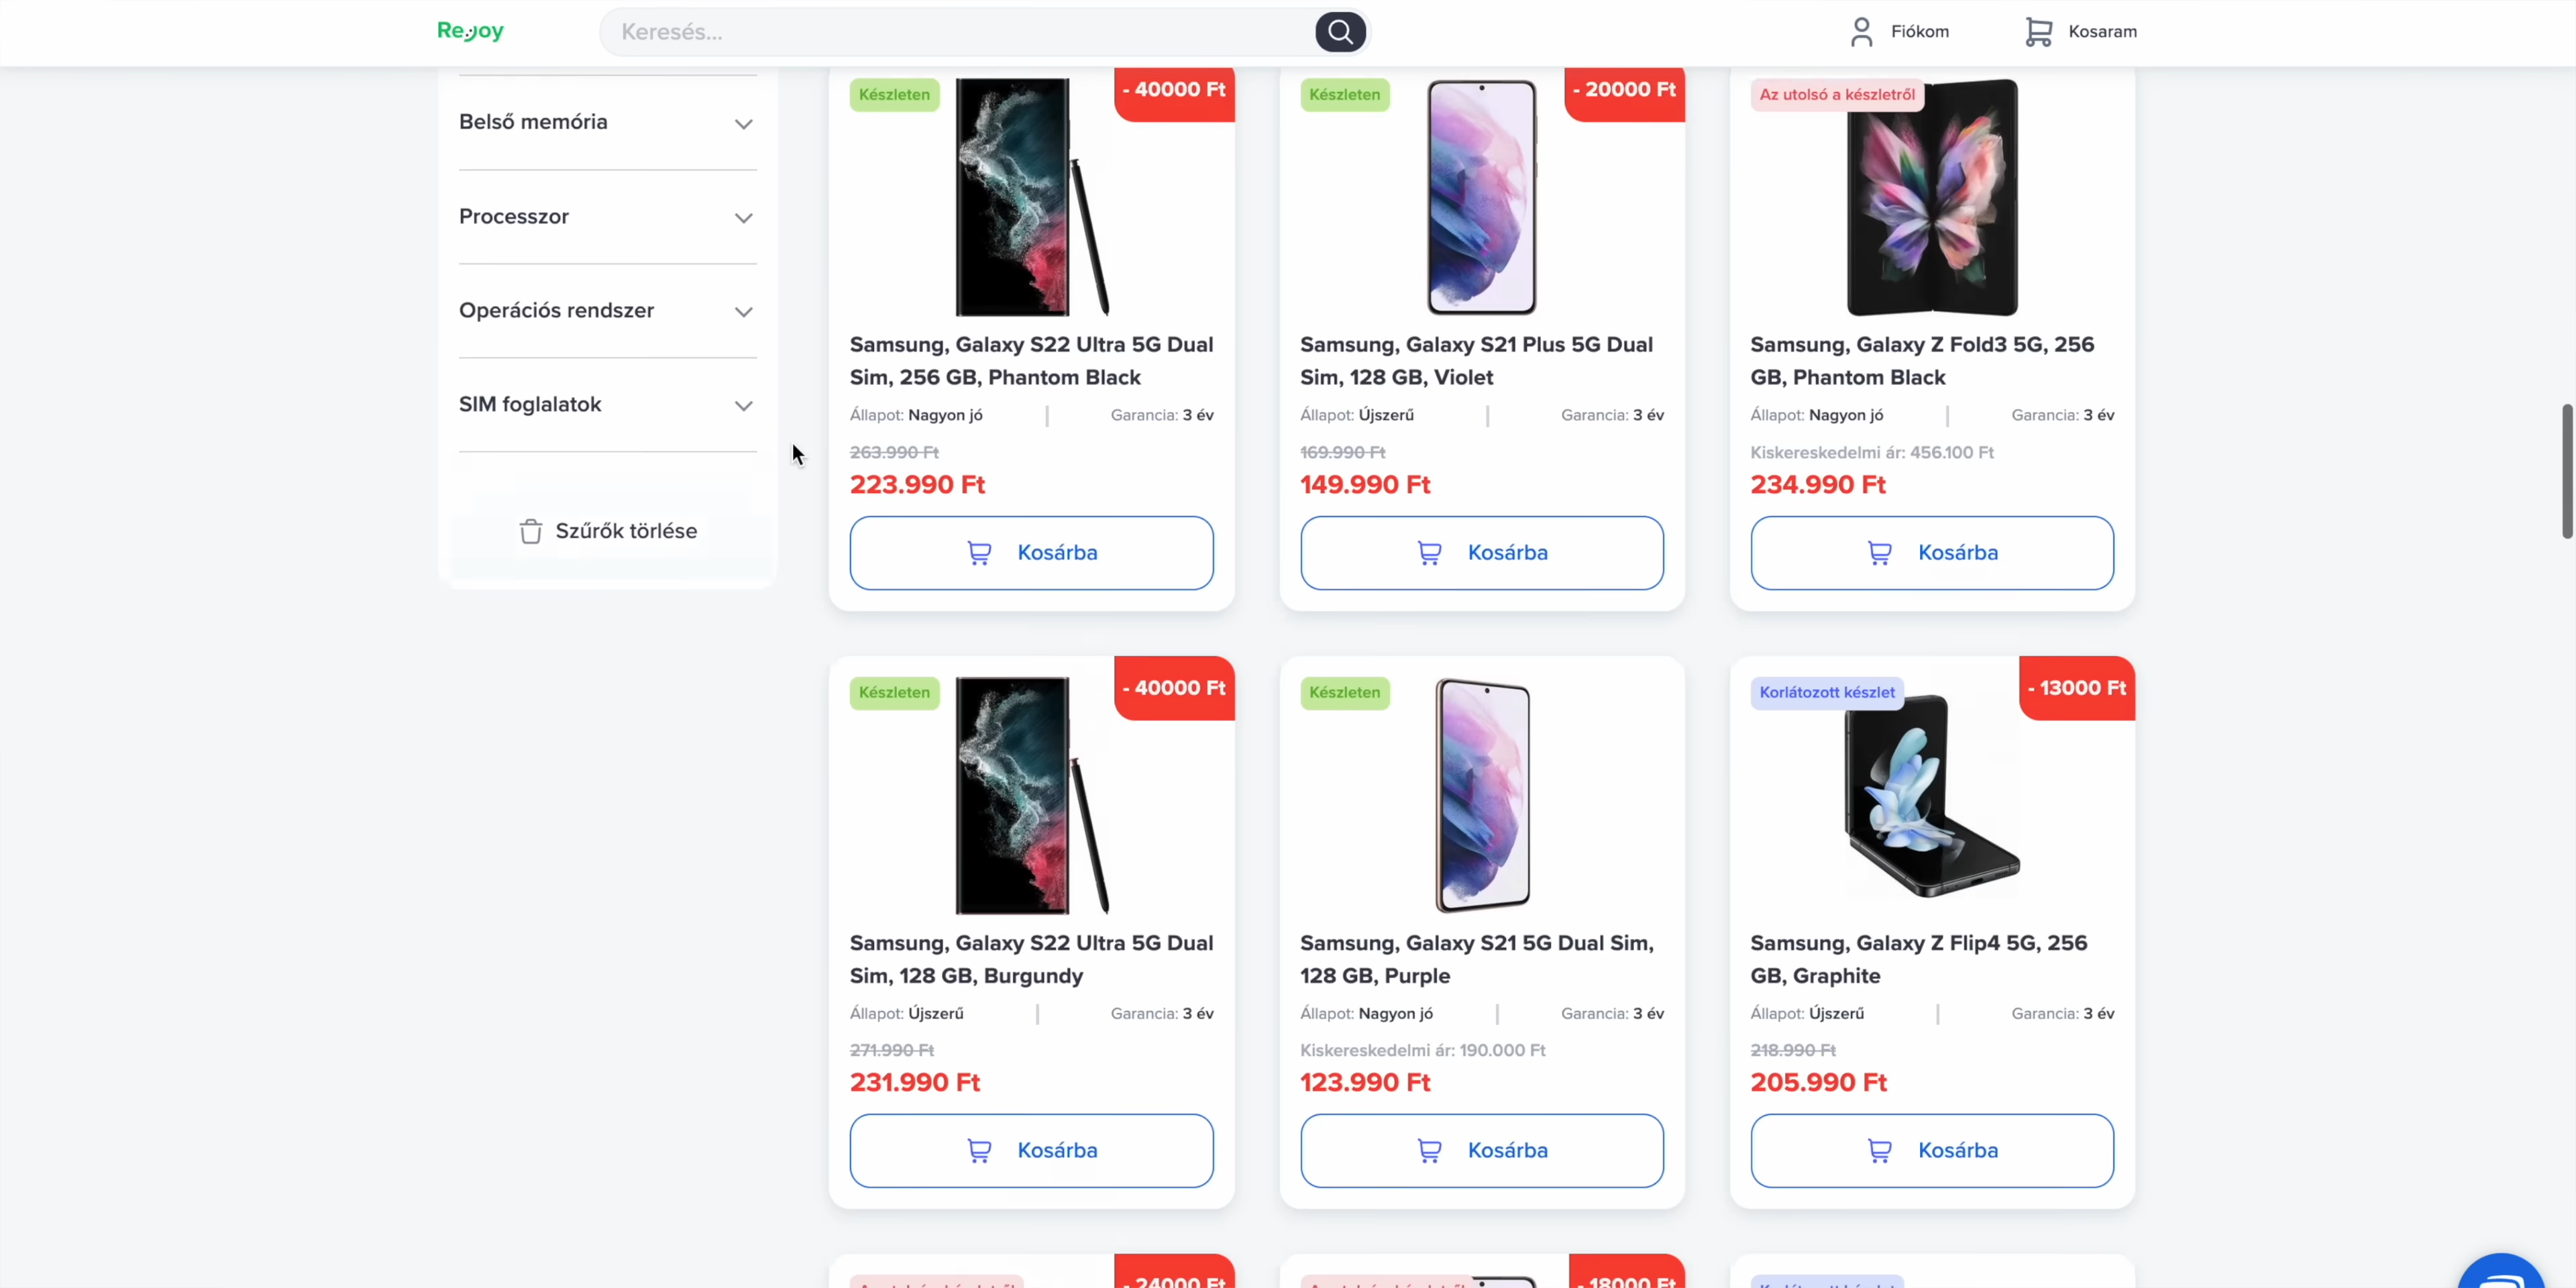 Rejoy
Keresés...
Fiókom
Kosaram
Belső memória
Processzor
Operációs rendszer
SIM foglalatok
Szűrők törlése
Készleten
- 40000 Ft
Samsung, Galaxy S22 Ultra 5G Dual
Sim, 256 GB, Phantom Black
Állapot: Nagyon jó | Garancia: 3 év
263.990 Ft
223.990 Ft
Kosárba
Készleten
- 20000 Ft
Samsung, Galaxy S21 Plus 5G Dual
Sim, 128 GB, Violet
Állapot: Újszerű | Garancia: 3 év
169.990 Ft
149.990 Ft
Kosárba
Az utolsó a készletről
Samsung, Galaxy Z Fold3 5G, 256
GB, Phantom Black
Állapot: Nagyon jó | Garancia: 3 év
Kiskereskedelmi ár: 456.100 Ft
234.990 Ft
Kosárba
Készleten
- 40000 Ft
Samsung, Galaxy S22 Ultra 5G Dual
Sim, 128 GB, Burgundy
Állapot: Újszerű | Garancia: 3 év
271.990 Ft
231.990 Ft
Kosárba
Készleten
Samsung, Galaxy S21 5G Dual Sim,
128 GB, Purple
Állapot: Nagyon jó | Garancia: 3 év
Kiskereskedelmi ár: 190.000 Ft
123.990 Ft
Kosárba
Korlátozott készlet
- 13000 Ft
Samsung, Galaxy Z Flip4 5G, 256
GB, Graphite
Állapot: Újszerű | Garancia: 3 év
218.990 Ft
205.990 Ft
Kosárba
- 24000 Ft
- 18000 Ft